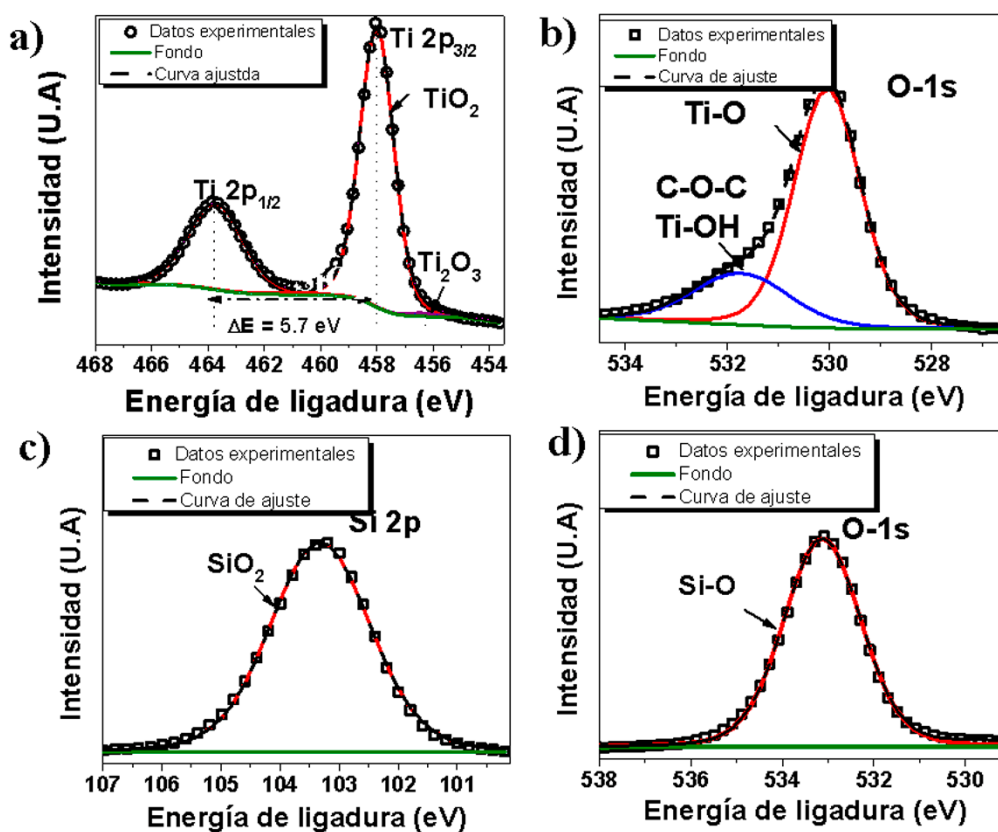 a)
Datos experimentales
Fondo
Curva ajustda
Ti 2p3/2
TiO2
Ti 2p1/2
Ti2O3
ΔE = 5.7 eV
Intensidad (U.A)
468 466 464 462 460 458 456 454
Energía de ligadura (eV)
b)
Datos experimentales
Fondo
Curva de ajuste
O-1s
Ti-O
C-O-C
Ti-OH
Intensidad (U.A)
534 532 530 528
Energía de ligadura (eV)
c)
Datos experimentales
Fondo
Curva de ajuste
Si 2p
SiO2
Intensidad (U.A)
107 106 105 104 103 102 101
Energía de ligadura (eV)
d)
Datos experimentales
Fondo
Curva de ajuste
O-1s
Si-O
Intensidad (U.A)
538 536 534 532 530
Energía de ligadura (eV)